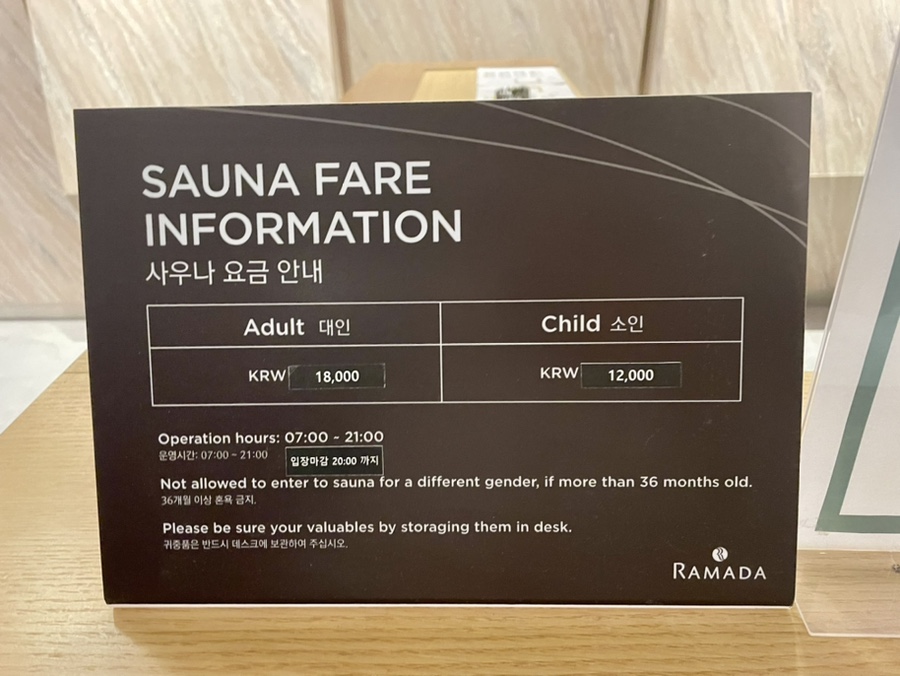 SAUNA FARE
INFORMATION
사우나 요금 안내
Adult 대인
Child 소인
KRW 18,000
KRW 12,000
Operation hours: 07:00 ~ 21:00
운영시간: 07:00 ~ 21:00
입장마감 20:00 까지
Not allowed to enter to sauna for a different gender, if more than 36 months old.
36개월 이상 혼욕 금지.
Please be sure your valuables by storaging them in desk.
귀중품은 반드시 데스크에 보관하여 주십시오.
RAMADA